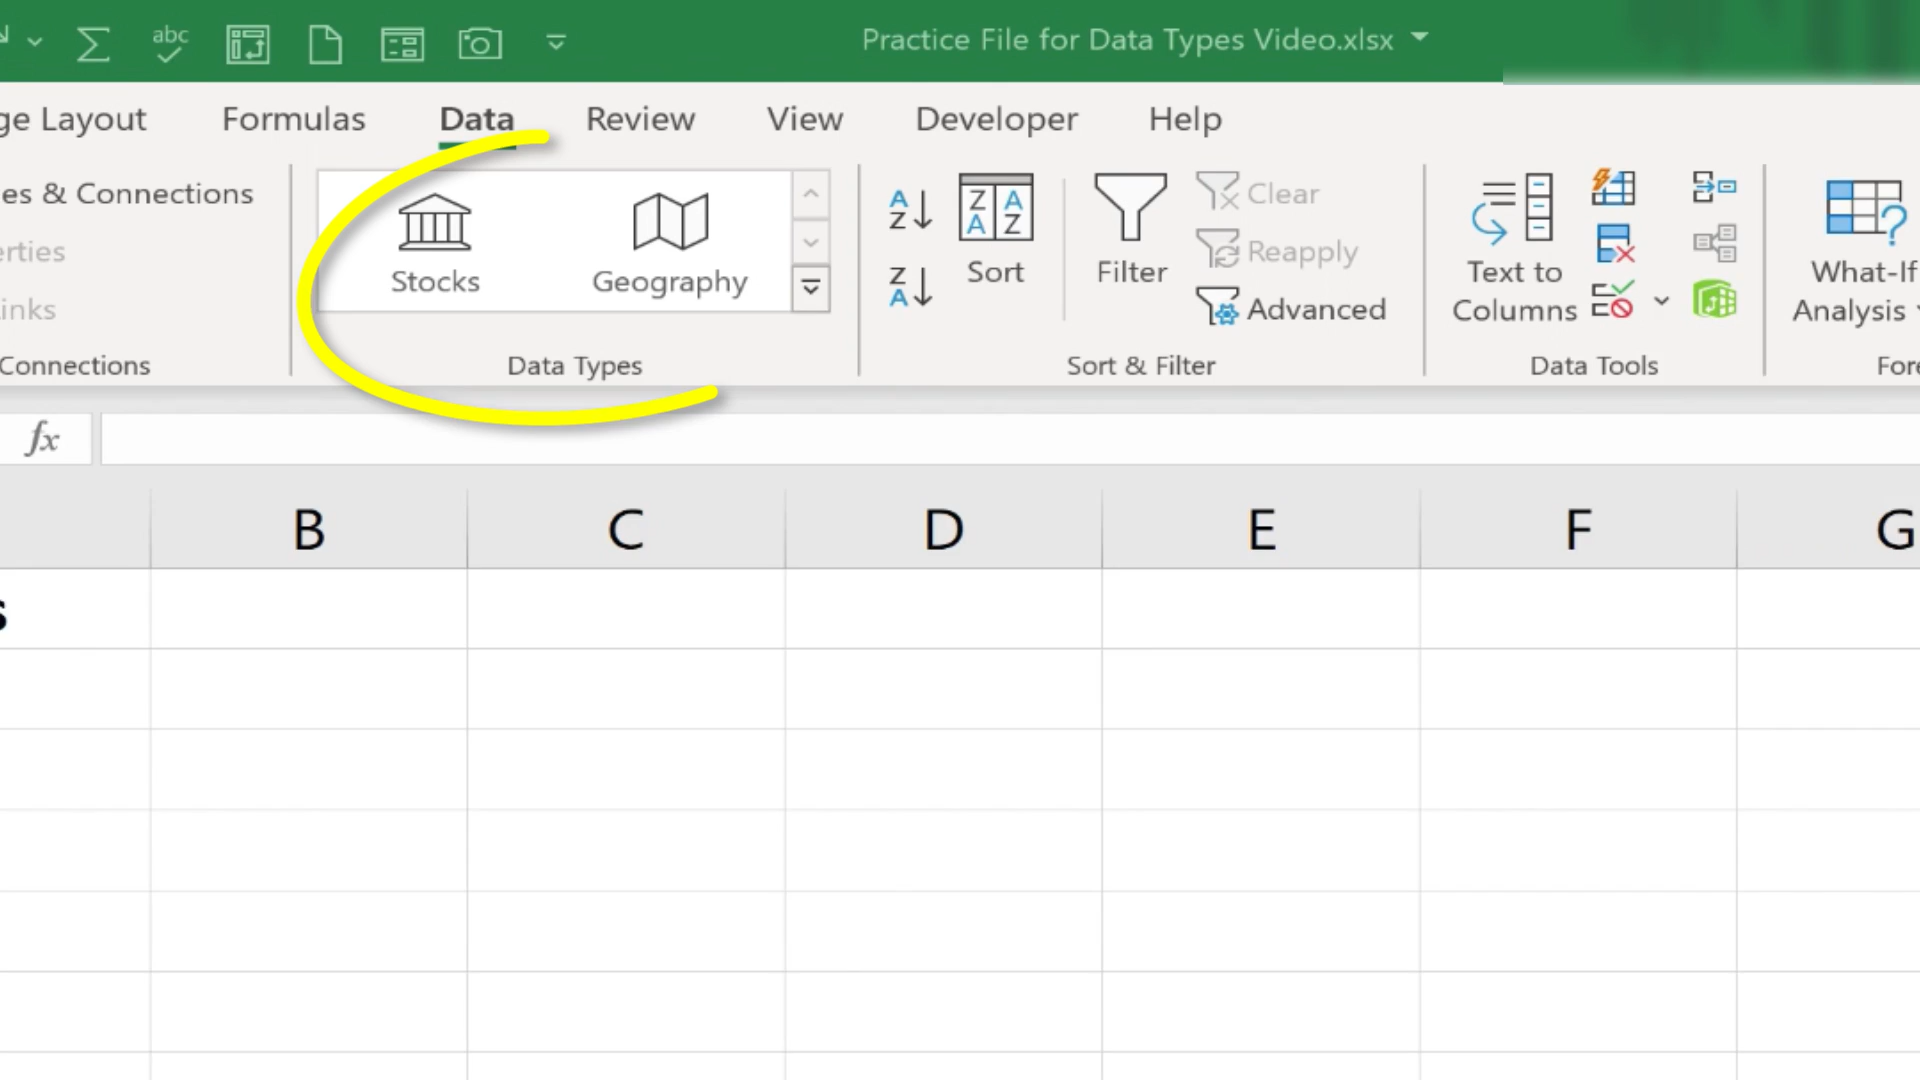 abc
Practice File for Data Types Video.xlsx
ge Layout Formulas Data Review View Developer Help
es & Connections
erties
inks
Connections
Stocks Geography
Data Types
A
Z
Z
A
Z A
A Z
Sort
Filter
Clear
Reapply
Advanced
Sort & Filter
Text to
Columns
Data Tools
What-If
Analysis
Fore
fx
B C D E F G
s